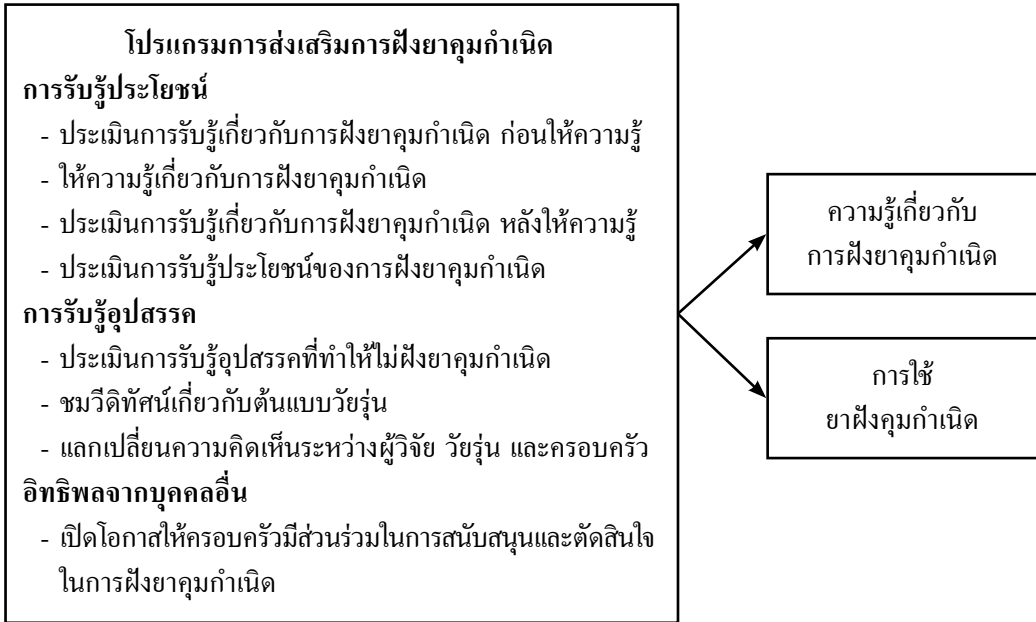 โปรแกรมการส่งเสริมการฝังยาคุมกำเนิด
การรับรู้ประโยชน์
- ประเมินการรับรู้เกี่ยวกับการฝังยาคุมกำเนิด ก่อนให้ความรู้
- ให้ความรู้เกี่ยวกับการฝังยาคุมกำเนิด
- ประเมินการรับรู้เกี่ยวกับการฝังยาคุมกำเนิด หลังให้ความรู้
- ประเมินการรับรู้ประโยชน์ของการฝังยาคุมกำเนิด
การรับรู้อุปสรรค
- ประเมินการรับรู้อุปสรรคที่ทำให้ไม่ฝังยาคุมกำเนิด
- ชมวีดิทัศน์เกี่ยวกับต้นแบบวัยรุ่น
- แลกเปลี่ยนความคิดเห็นระหว่างผู้วิจัย วัยรุ่น และครอบครัว
อิทธิพลจากบุคคลอื่น
- เปิดโอกาสให้ครอบครัวมีส่วนร่วมในการสนับสนุนและตัดสินใจ
ในการฝังยาคุมกำเนิด
ความรู้เกี่ยวกับ
การฝังยาคุมกำเนิด
การใช้
ยาฝังคุมกำเนิด